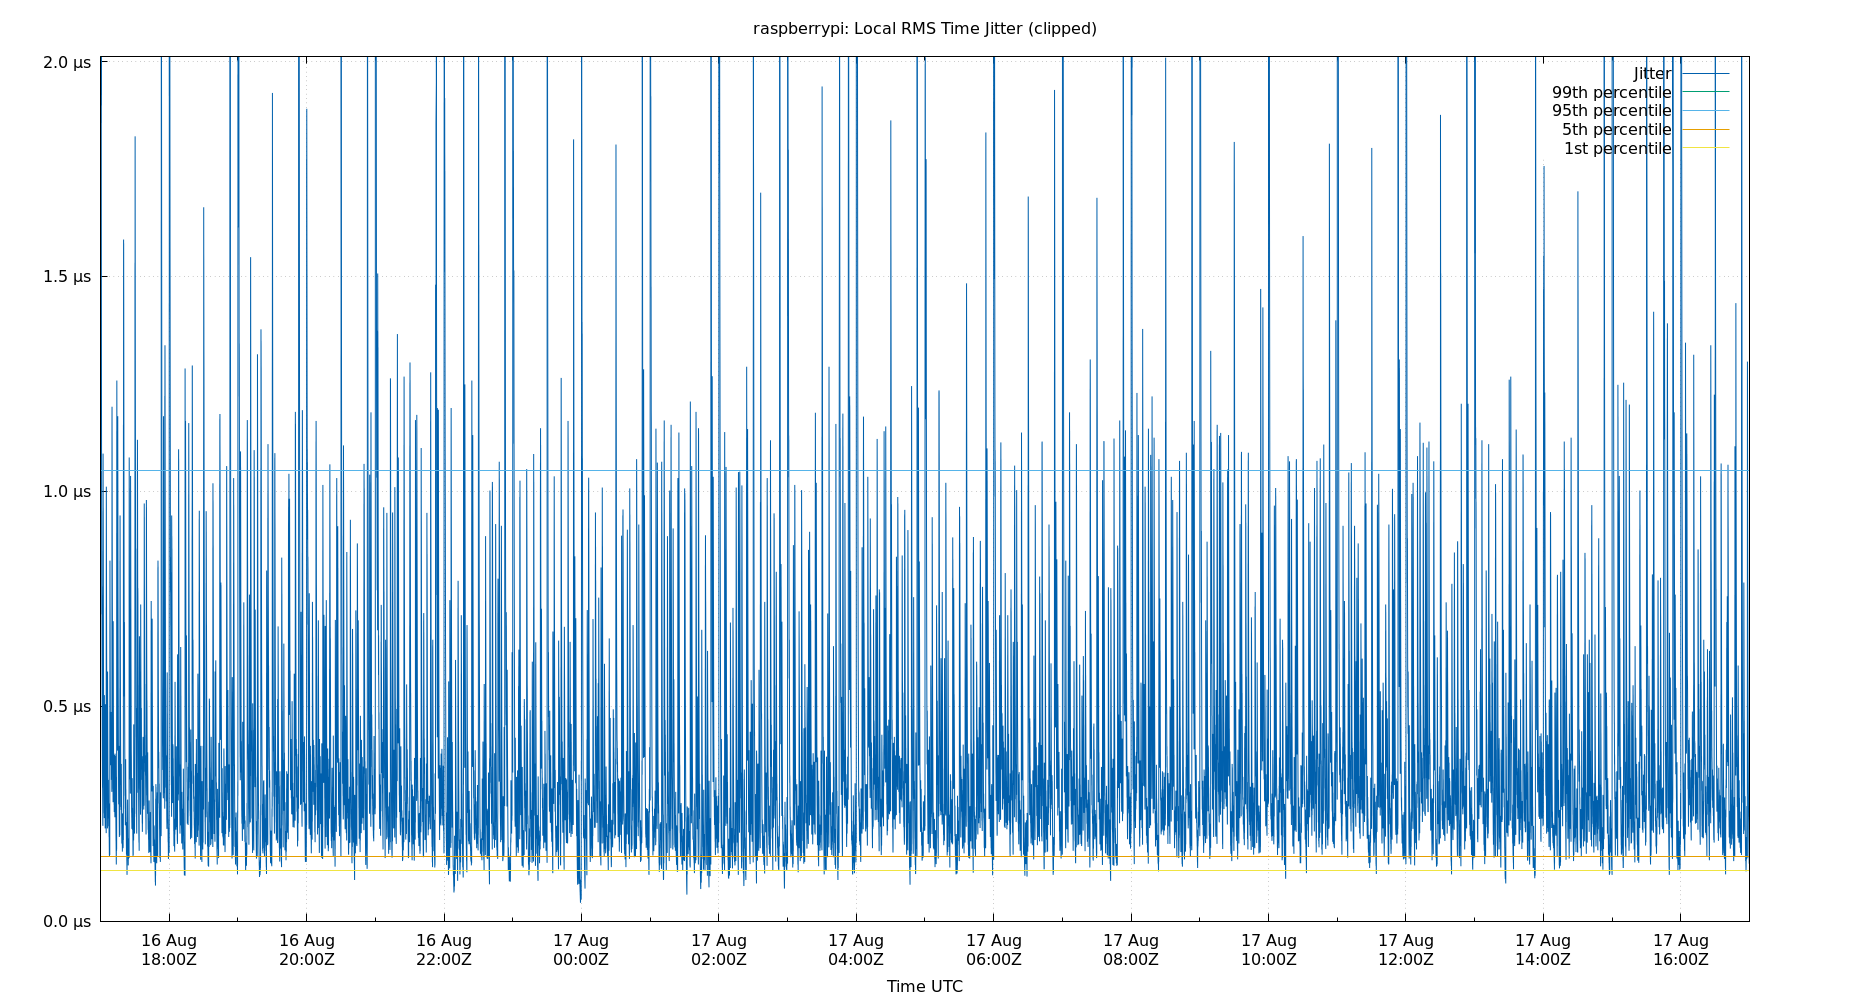 raspberrypi: Local RMS Time Jitter (clipped)
2.0 µs
1.5 µs
1.0 µs
0.5 µs
0.0 µs
Jitter
99th percentile
95th percentile
5th percentile
1st percentile
16 Aug 16 Aug 16 Aug 17 Aug 17 Aug 17 Aug 17 Aug 17 Aug 17 Aug 17 Aug 17 Aug 17 Aug
18:00Z 20:00Z 22:00Z 00:00Z 02:00Z 04:00Z 06:00Z 08:00Z 10:00Z 12:00Z 14:00Z 16:00Z
Time UTC